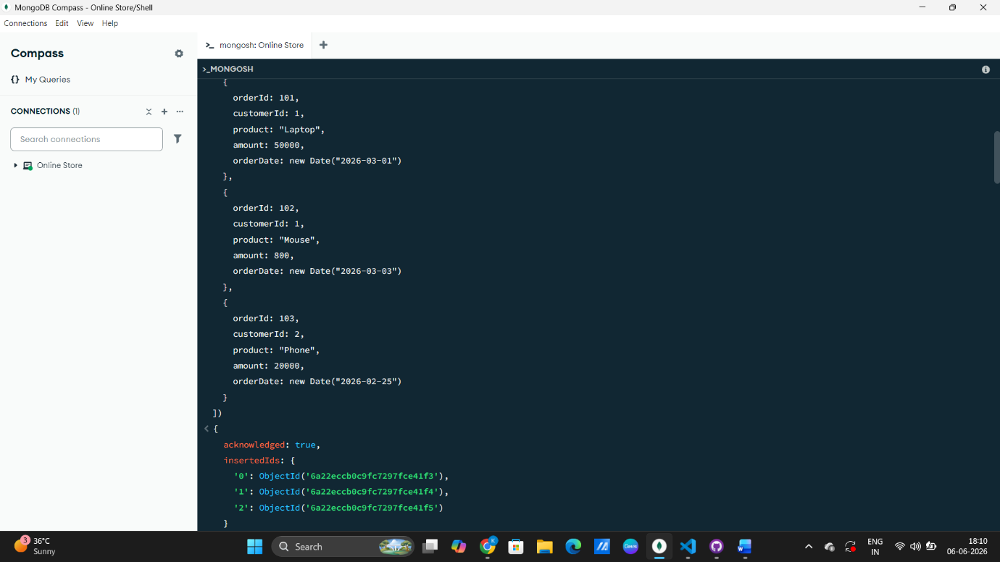 MongoDB Compass - Online Store/Shell
Connections Edit View Help
Compass
{} My Queries
CONNECTIONS (1)
Search connections
Online Store
>_ mongosh: Online Store +
>_MONGOSH
{
orderId: 101,
customerId: 1,
product: "Laptop",
amount: 50000,
orderDate: new Date("2026-03-01")
},
{
orderId: 102,
customerId: 1,
product: "Mouse",
amount: 800,
orderDate: new Date("2026-03-03")
},
{
orderId: 103,
customerId: 2,
product: "Phone",
amount: 20000,
orderDate: new Date("2026-02-25")
}
])
< {
acknowledged: true,
insertedIds: {
'0': ObjectId('6a22eccb0c9fc7297fce41f3'),
'1': ObjectId('6a22eccb0c9fc7297fce41f4'),
'2': ObjectId('6a22eccb0c9fc7297fce41f5')
}
3
36°C
Sunny
Search
K
Canva
W
ENG
IN
18:10
06-06-2026